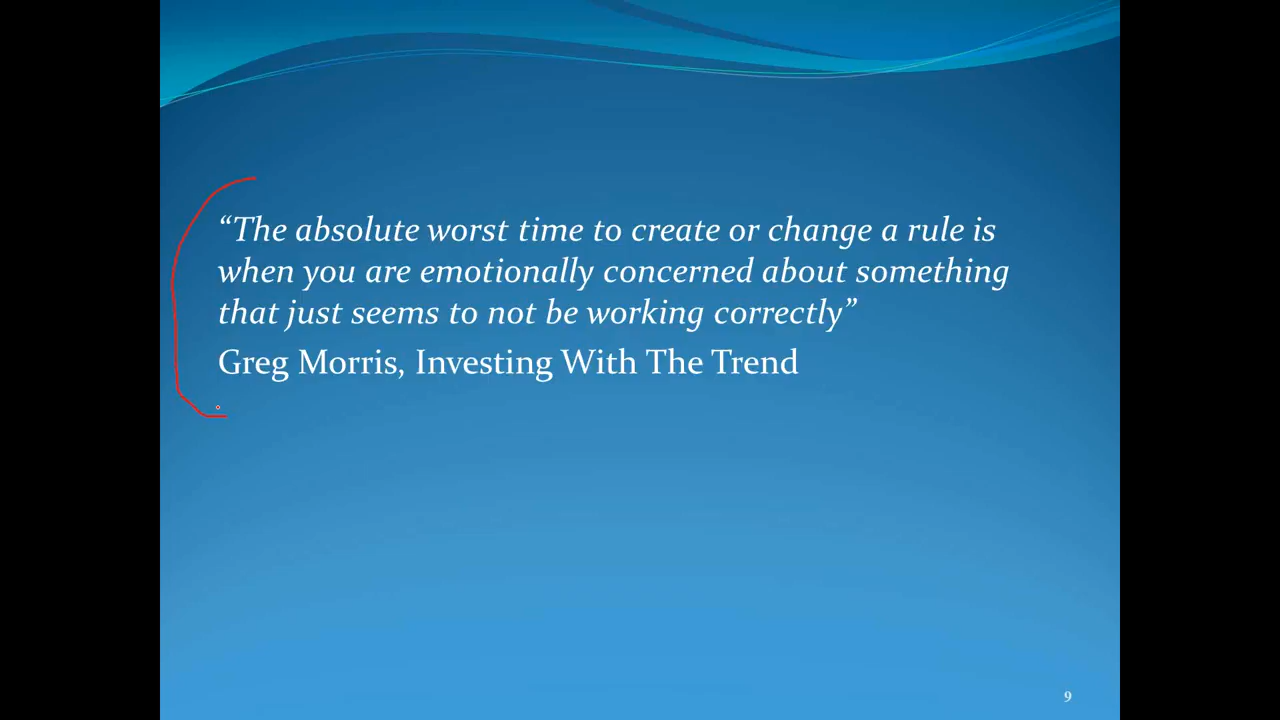 “The absolute worst time to create or change a rule is
when you are emotionally concerned about something
that just seems to not be working correctly”
Greg Morris, Investing With The Trend
9